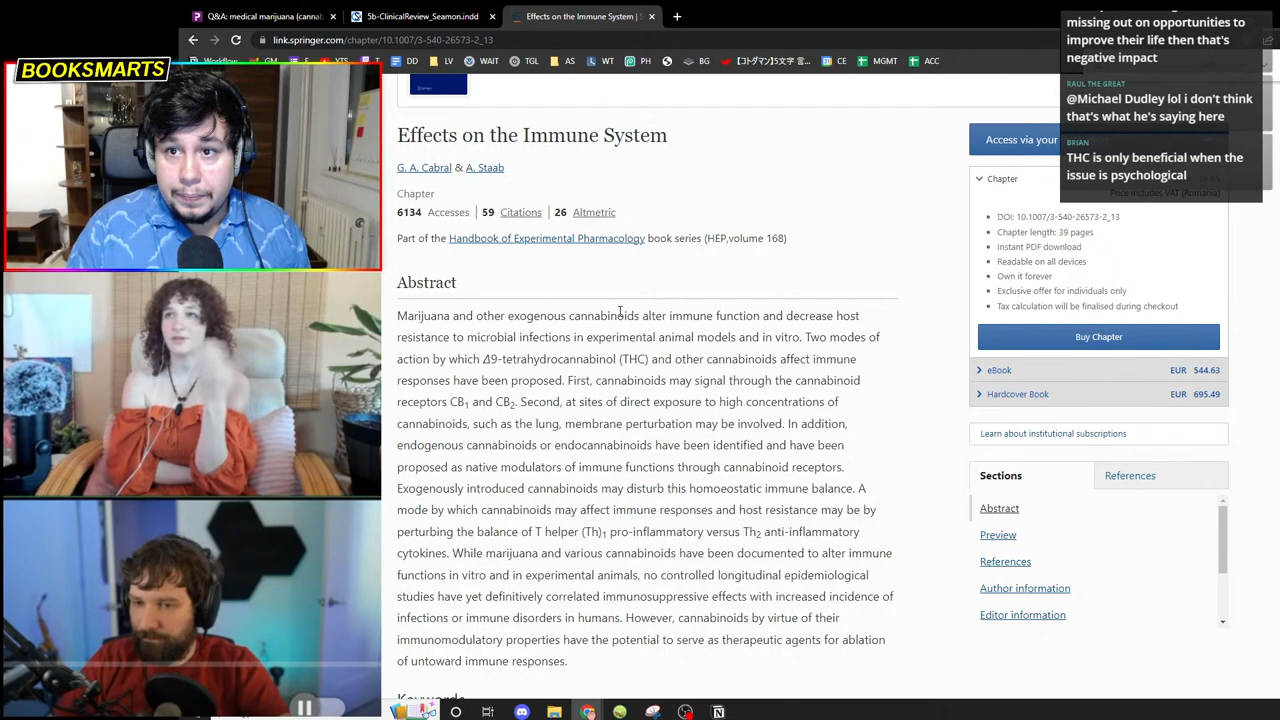 Q&A: medical marijuana (cannabi
5b-ClinicalReview_Seamon.indd
Effects on the Immune System | S
link.springer.com/chapter/10.1007/3-540-26573-2_13
Workflow GM E YTS T DD LV WAIT TGL AS WT PH BG CE MGMT ACC
BOOKSMARTS
missing out on opportunities to
improve their life then that's
negative impact
RAUL THE GREAT
@Michael Dudley lol i don't think
that's what he's saying here
BRIAN
THC is only beneficial when the
issue is psychological
Effects on the Immune System
G. A. Cabral & A. Staab
Chapter
6134 Accesses | 59 Citations | 26 Altmetric
Part of the Handbook of Experimental Pharmacology book series (HEP,volume 168)
Abstract
Marijuana and other exogenous cannabinoids alter immune function and decrease host
resistance to microbial infections in experimental animal models and in vitro. Two modes of
action by which Δ9-tetrahydrocannabinol (THC) and other cannabinoids affect immune
responses have been proposed. First, cannabinoids may signal through the cannabinoid
receptors CB1 and CB2. Second, at sites of direct exposure to high concentrations of
cannabinoids, such as the lung, membrane perturbation may be involved. In addition,
endogenous cannabinoids or endocannabinoids have been identified and have been
proposed as native modulators of immune functions through cannabinoid receptors.
Exogenously introduced cannabinoids may disturb this homoeostatic immune balance. A
mode by which cannabinoids may affect immune responses and host resistance may be by
perturbing the balance of T helper (Th)1 pro-inflammatory versus Th2 anti-inflammatory
cytokines. While marijuana and various cannabinoids have been documented to alter immune
functions in vitro and in experimental animals, no controlled longitudinal epidemiological
studies have yet definitively correlated immunosuppressive effects with increased incidence of
infections or immune disorders in humans. However, cannabinoids by virtue of their
immunomodulatory properties have the potential to serve as therapeutic agents for ablation
of untoward immune responses.
Keywords
Access via your
Chapter
Price includes VAT (Romania)
DOI: 10.1007/3-540-26573-2_13
Chapter length: 39 pages
Instant PDF download
Readable on all devices
Own it forever
Exclusive offer for individuals only
Tax calculation will be finalised during checkout
Buy Chapter
eBook EUR 544.63
Hardcover Book EUR 695.49
Learn about institutional subscriptions
Sections References
Abstract
Preview
References
Author information
Editor information